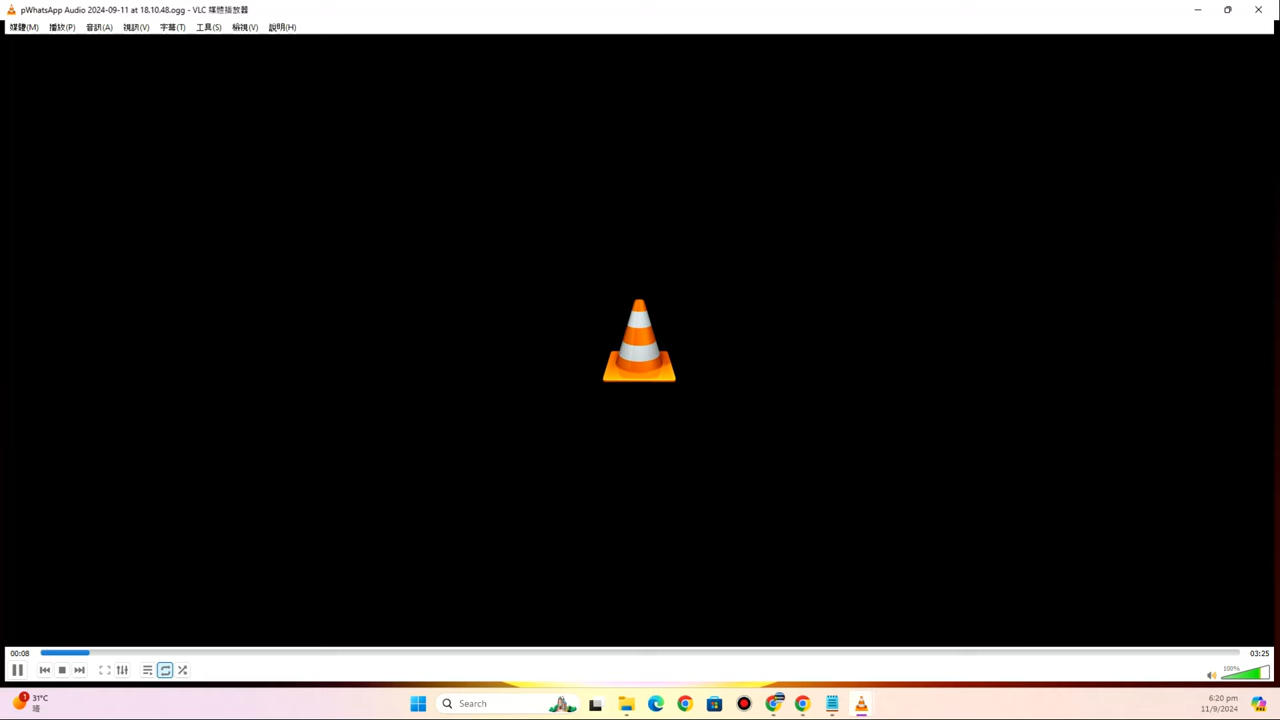 pWhatsApp Audio 2024-09-11 at 18.10.48.ogg - VLC 媒體播放器
媒體(M) 播放(P) 音訊(A) 視訊(V) 字幕(T) 工具(S) 檢視(V) 說明(H)
00:08 03:25
100%
1 31°C
晴
Search
6:20 pm
11/9/2024